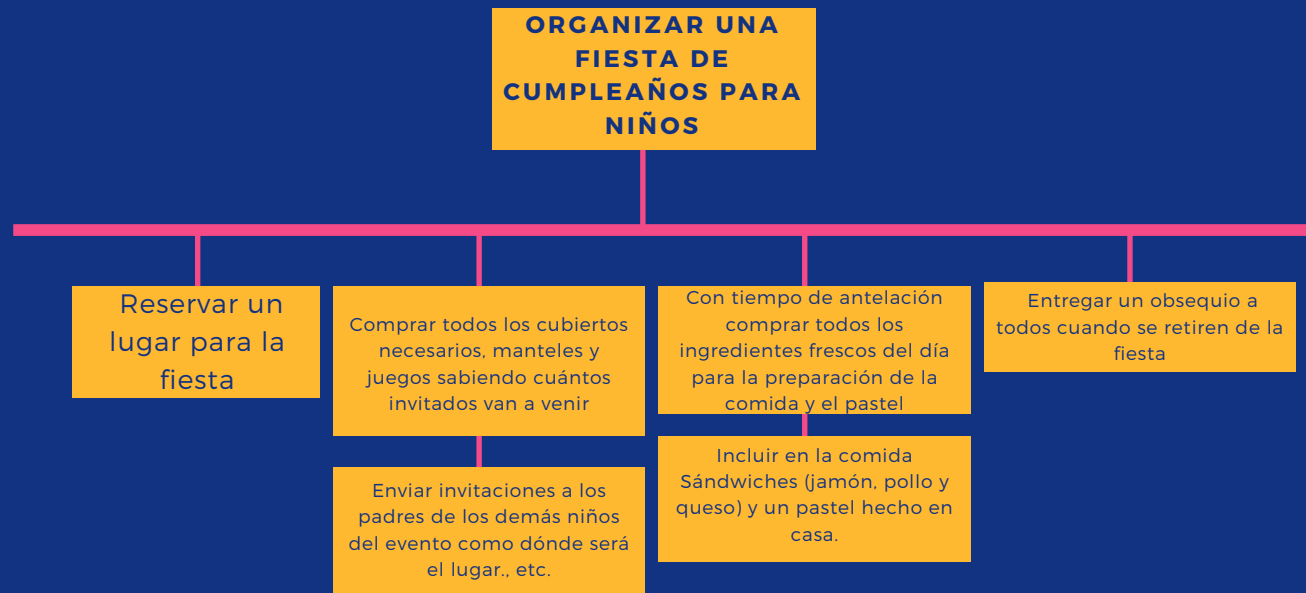 ORGANIZAR UNA
FIESTA DE
CUMPLEAÑOS PARA
NIÑOS
Reservar un
lugar para la
fiesta
Comprar todos los cubiertos
necesarios, manteles y
juegos sabiendo cuántos
invitados van a venir
Enviar invitaciones a los
padres de los demás niños
del evento como dónde será
el lugar., etc.
Con tiempo de antelación
comprar todos los
ingredientes frescos del día
para la preparación de la
comida y el pastel
Incluir en la comida
Sándwiches (jamón, pollo y
queso) y un pastel hecho en
casa.
Entregar un obsequio a
todos cuando se retiren de la
fiesta